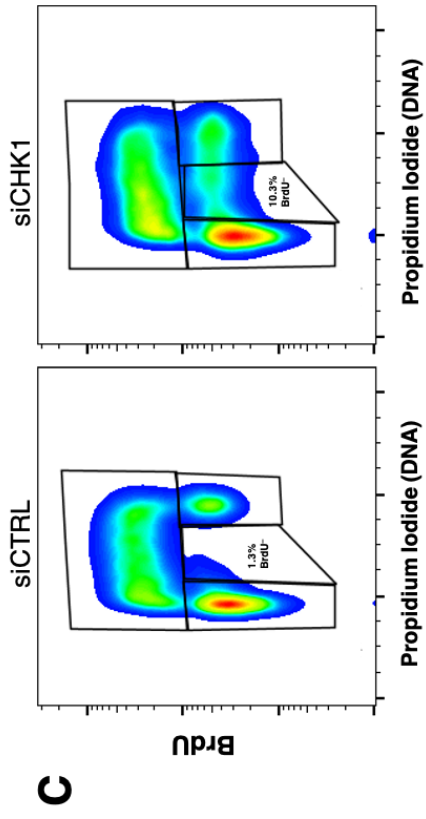 C
siCTRL
siCHK1
BrdU
1.3%
BrdU⁻
10.3%
BrdU⁻
Propidium Iodide (DNA)
Propidium Iodide (DNA)